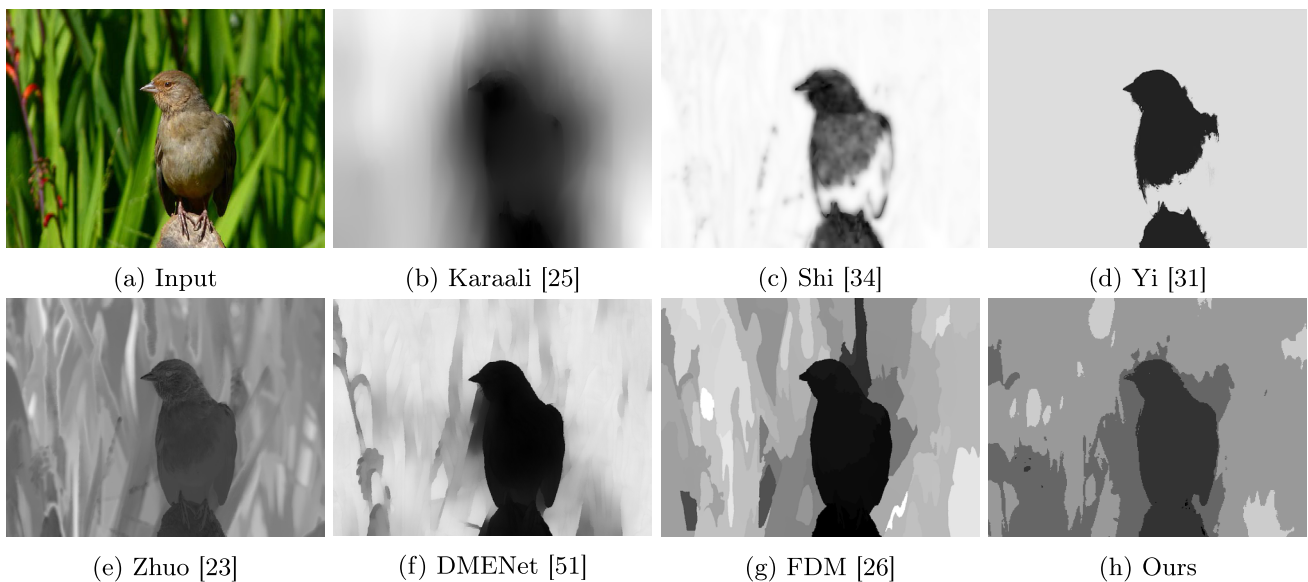 (a) Input
(b) Karaali [25]
(c) Shi [34]
(d) Yi [31]
(e) Zhuo [23]
(f) DMENet [51]
(g) FDM [26]
(h) Ours